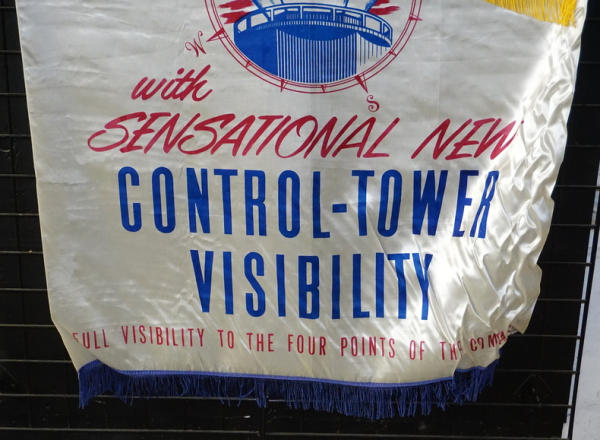 W
S
with
SENSATIONAL NEW
CONTROL-TOWER
VISIBILITY
FULL VISIBILITY TO THE FOUR POINTS OF THE